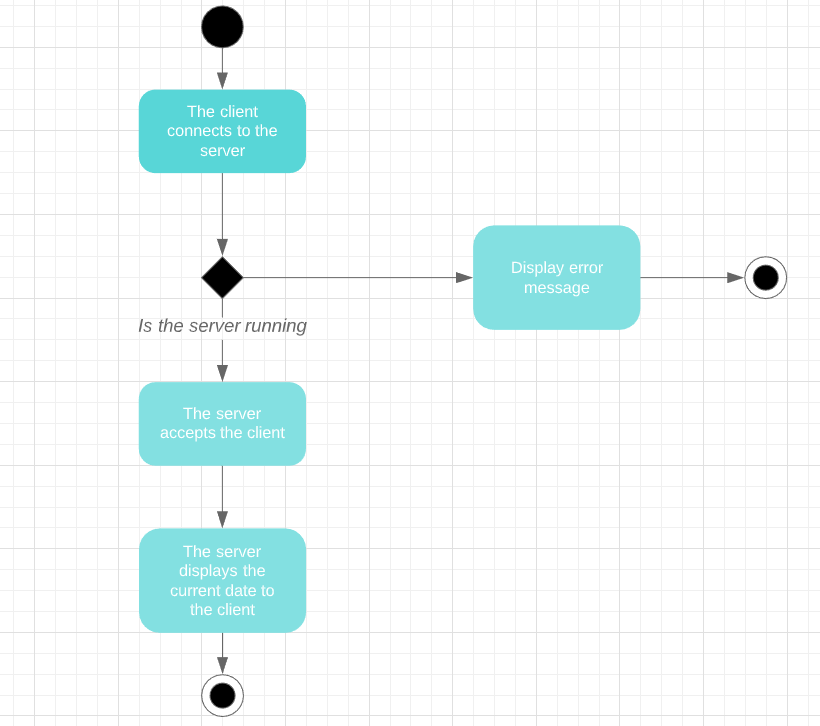 The client
connects to the
server
Display error
message
Is the server running
The server
accepts the client
The server
displays the
current date to
the client